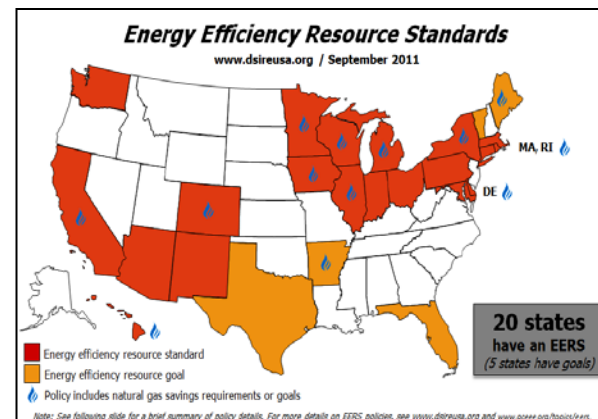 Energy Efficiency Resource Standards
www.dsireusa.org / September 2011
MA, RI
DE
20 states
have an EERS
(5 states have goals)
Energy efficiency resource standard
Energy efficiency resource goal
Policy includes natural gas savings requirements or goals
Note: See following slide for a brief summary of policy details. For more details on EERS policies, see www.dsireusa.org and